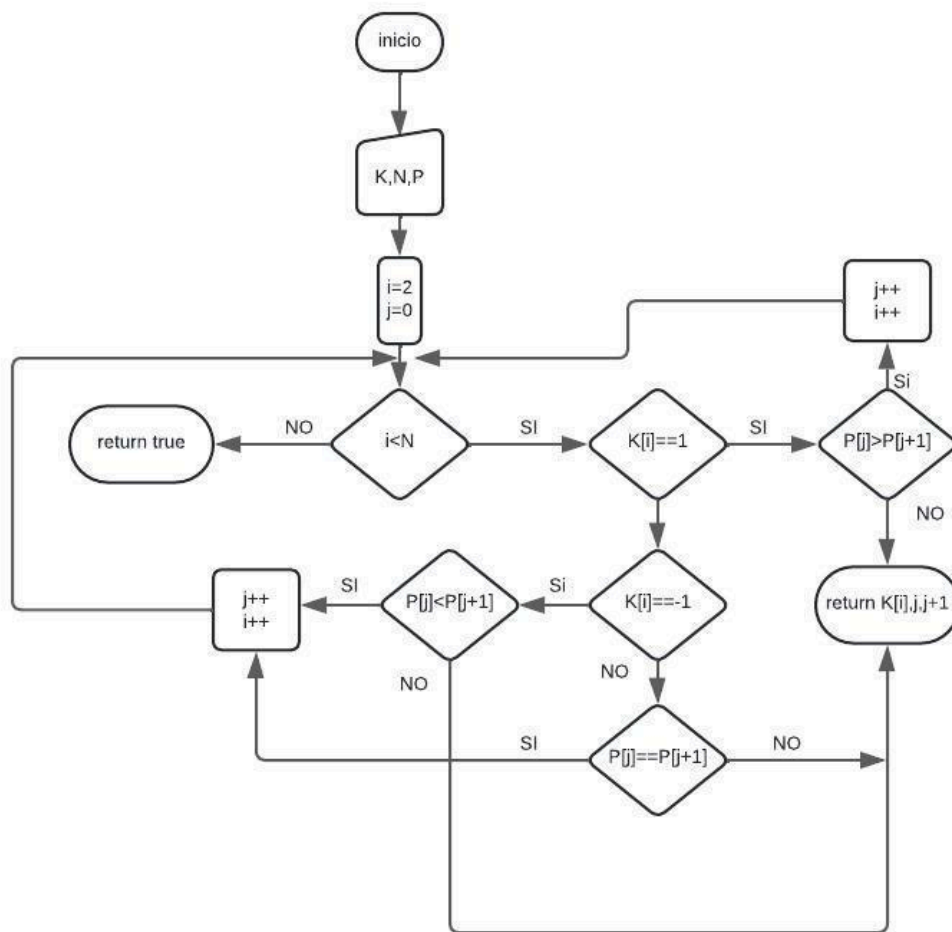 inicio
K,N,P
i=2
j=0
j++
i++
Si
return true
NO
i<N
SI
K[i]==1
SI
P[j]>P[j+1]
NO
j++
i++
SI
P[j]<P[j+1]
Si
K[i]==-1
return K[i],j,j+1
NO
NO
SI
P[j]==P[j+1]
NO